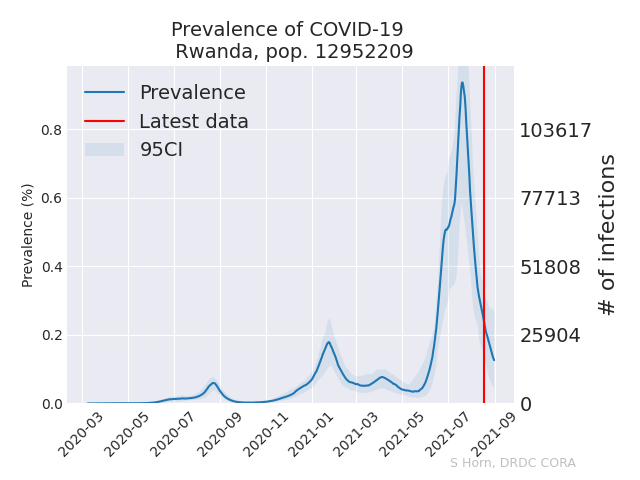 Prevalence of COVID-19
Rwanda, pop. 12952209
Prevalence
Latest data
95CI
Prevalence (%)
0.8
0.6
0.4
0.2
0.0
103617
77713
51808
25904
0
# of infections
2020-03
2020-05
2020-07
2020-09
2020-11
2021-01
2021-03
2021-05
2021-07
2021-09
S Horn, DRDC CORA